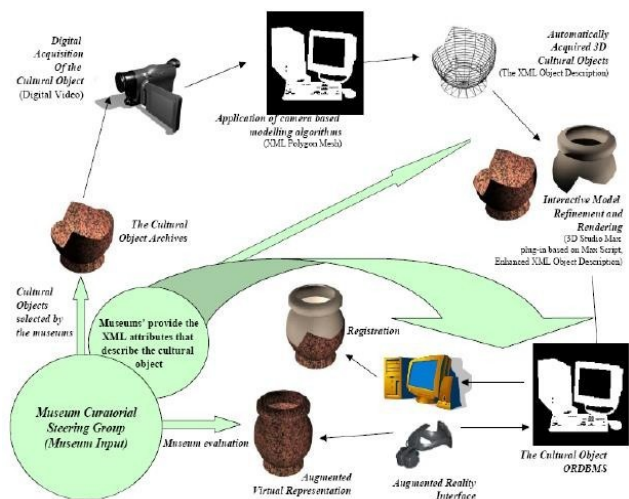 Digital
Acquisition
Of the
Cultural Object
(Digital Video)
Application of camera based
modelling algorithms
(XML Polygon Mesh)
Automatically
Acquired 3D
Cultural Objects
(The XML Object Description)
Interactive Model
Refinement and
Rendering
(3D Studio Max
plug-in based on Max Script,
Enhanced XML Object Description)
The Cultural
Object Archives
Cultural
Objects
selected by
the museums
Museums' provide the
XML attributes that
describe the cultural
object
Registration
Museum Curatorial
Steering Group
(Museum Input)
Museum evaluation
Augmented
Virtual Representation
Augmented Reality
Interface
The Cultural Object
ORDBMS